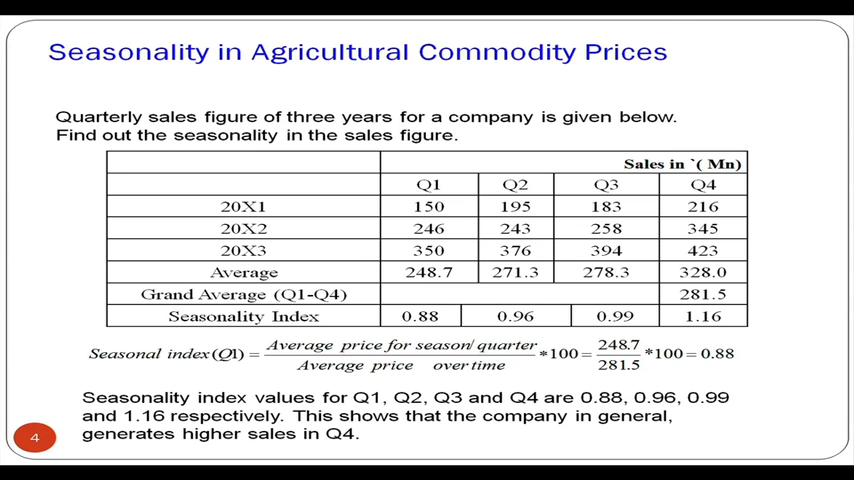 Seasonality in Agricultural Commodity Prices
Quarterly sales figure of three years for a company is given below.
Find out the seasonality in the sales figure.
Sales in `( Mn)
Q1 Q2 Q3 Q4
20X1 150 195 183 216
20X2 246 243 258 345
20X3 350 376 394 423
Average 248.7 271.3 278.3 328.0
Grand Average (Q1-Q4) 281.5
Seasonality Index 0.88 0.96 0.99 1.16
Seasonal index(Q1) = Average price for season/ quarter / Average price over time *100 = 248.7 / 281.5 *100 = 0.88
Seasonality index values for Q1, Q2, Q3 and Q4 are 0.88, 0.96, 0.99
and 1.16 respectively. This shows that the company in general,
generates higher sales in Q4.
4